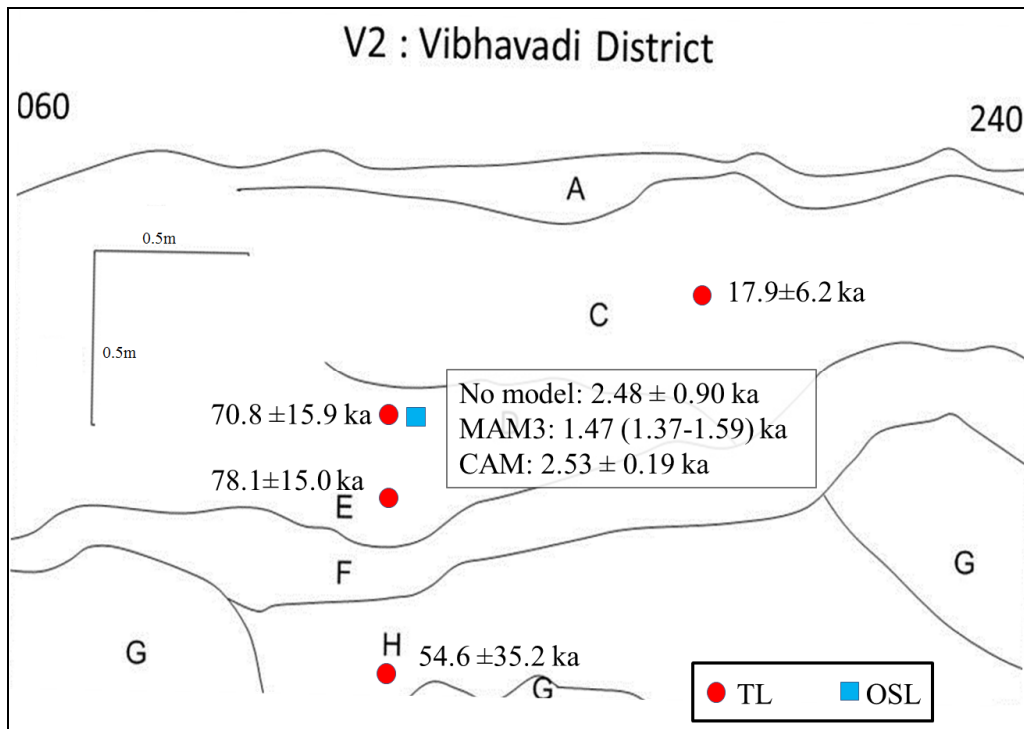 V2 : Vibhavadi District
060
240
A
0.5m
17.9±6.2 ka
C
0.5m
No model: 2.48 ± 0.90 ka
70.8 ±15.9 ka
D
MAM3: 1.47 (1.37-1.59) ka
CAM: 2.53 ± 0.19 ka
78.1±15.0 ka
E
F
G
G
H
54.6 ±35.2 ka
G
TL
OSL